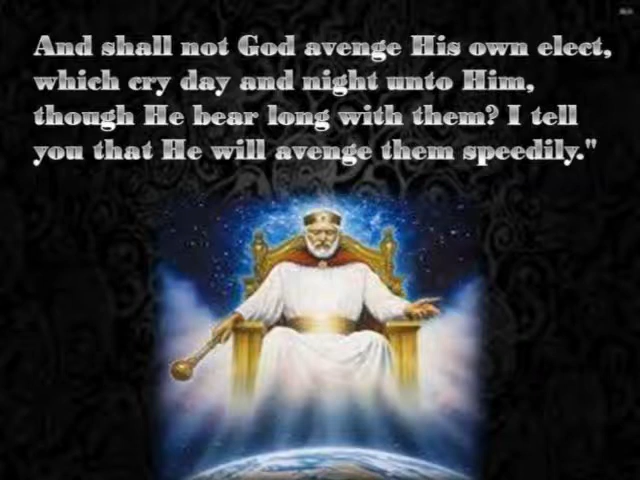 And shall not God avenge His own elect,
which cry day and night unto Him,
though He bear long with them? I tell
you that He will avenge them speedily."